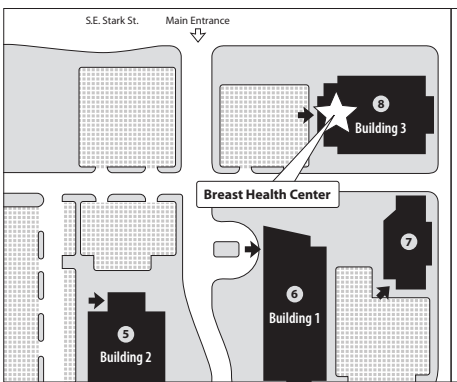 S.E. Stark St. Main Entrance
8
Building 3
Breast Health Center
7
6
Building 1
5
Building 2